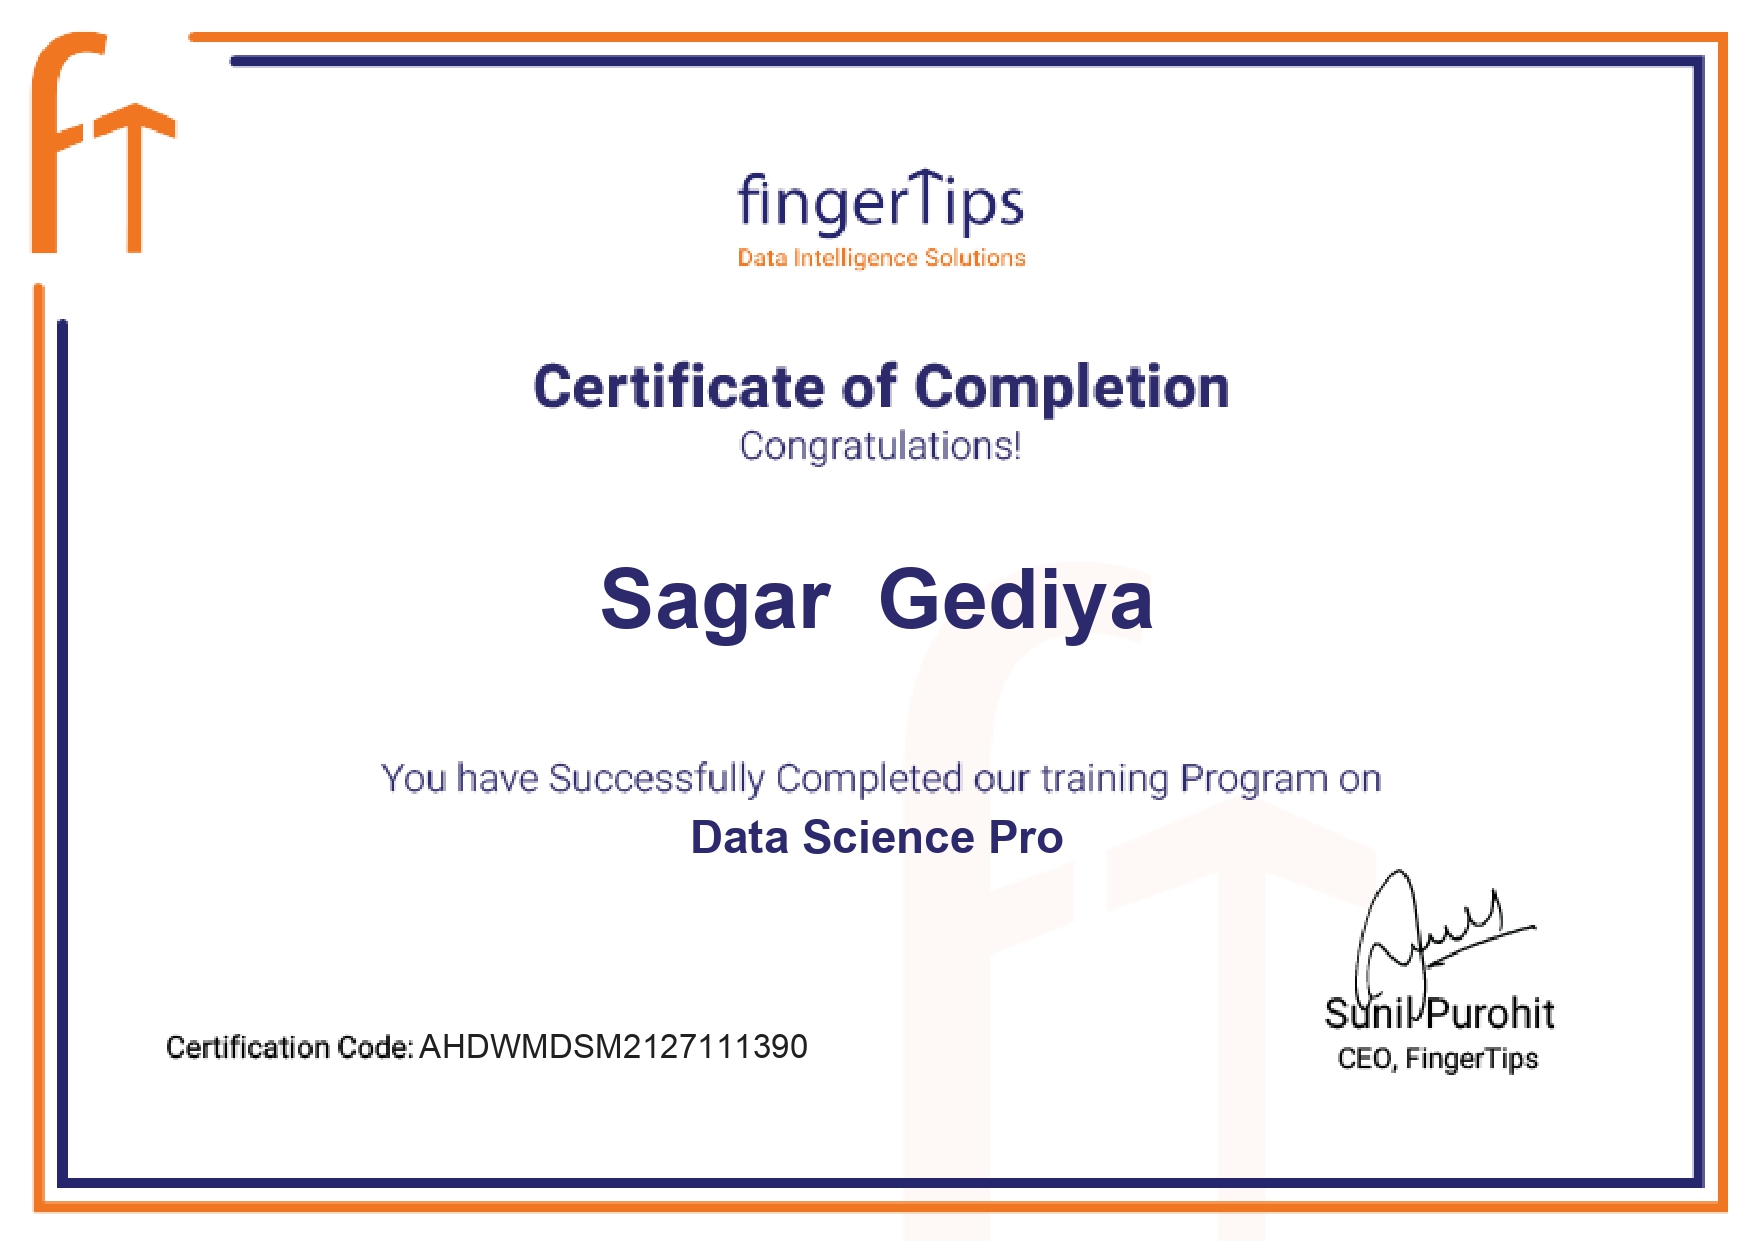 fingerTips
Data Intelligence Solutions
Certificate of Completion
Congratulations!
Sagar Gediya
You have Successfully Completed our training Program on
Data Science Pro
Sunil Purohit
CEO, FingerTips
Certification Code: AHDWMDSM2127111390